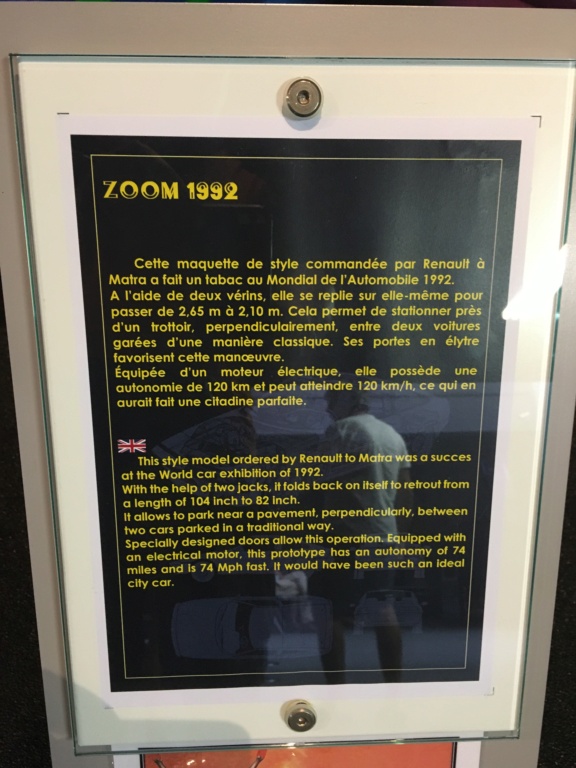 ZOOM 1992
Cette maquette de style commandée par Renault à
Matra a fait un tabac au Mondial de l'Automobile 1992.
A l'aide de deux vérins, elle se replie sur elle-même pour
passer de 2,65 m à 2,10 m. Cela permet de stationner près
d'un trottoir, perpendiculairement, entre deux voitures
garées d'une manière classique. Ses portes en élytre
favorisent cette manœuvre.
Équipée d'un moteur électrique, elle possède une
autonomie de 120 km et peut atteindre 120 km/h, ce qui en
aurait fait une citadine parfaite.
This style model ordered by Renault to Matra was a succes
at the World car exhibition of 1992.
With the help of two jacks, it folds back on itself to retrout from
a length of 104 inch to 82 inch.
It allows to park near a pavement, perpendicularly, between
two cars parked in a traditional way.
Specially designed doors allow this operation. Equipped with
an electrical motor, this prototype has an autonomy of 74
miles and is 74 Mph fast. It would have been such an ideal
city car.